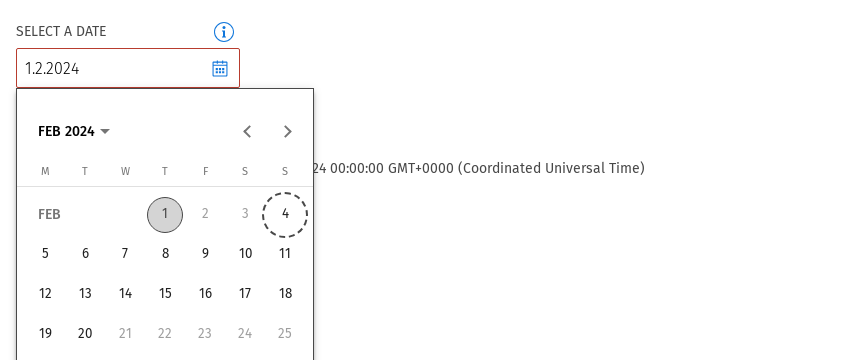 SELECT A DATE
1.2.2024
FEB 2024
24 00:00:00 GMT+0000 (Coordinated Universal Time)
M T W T F S S
FEB 1 2 3 4
5 6 7 8 9 10 11
12 13 14 15 16 17 18
19 20 21 22 23 24 25